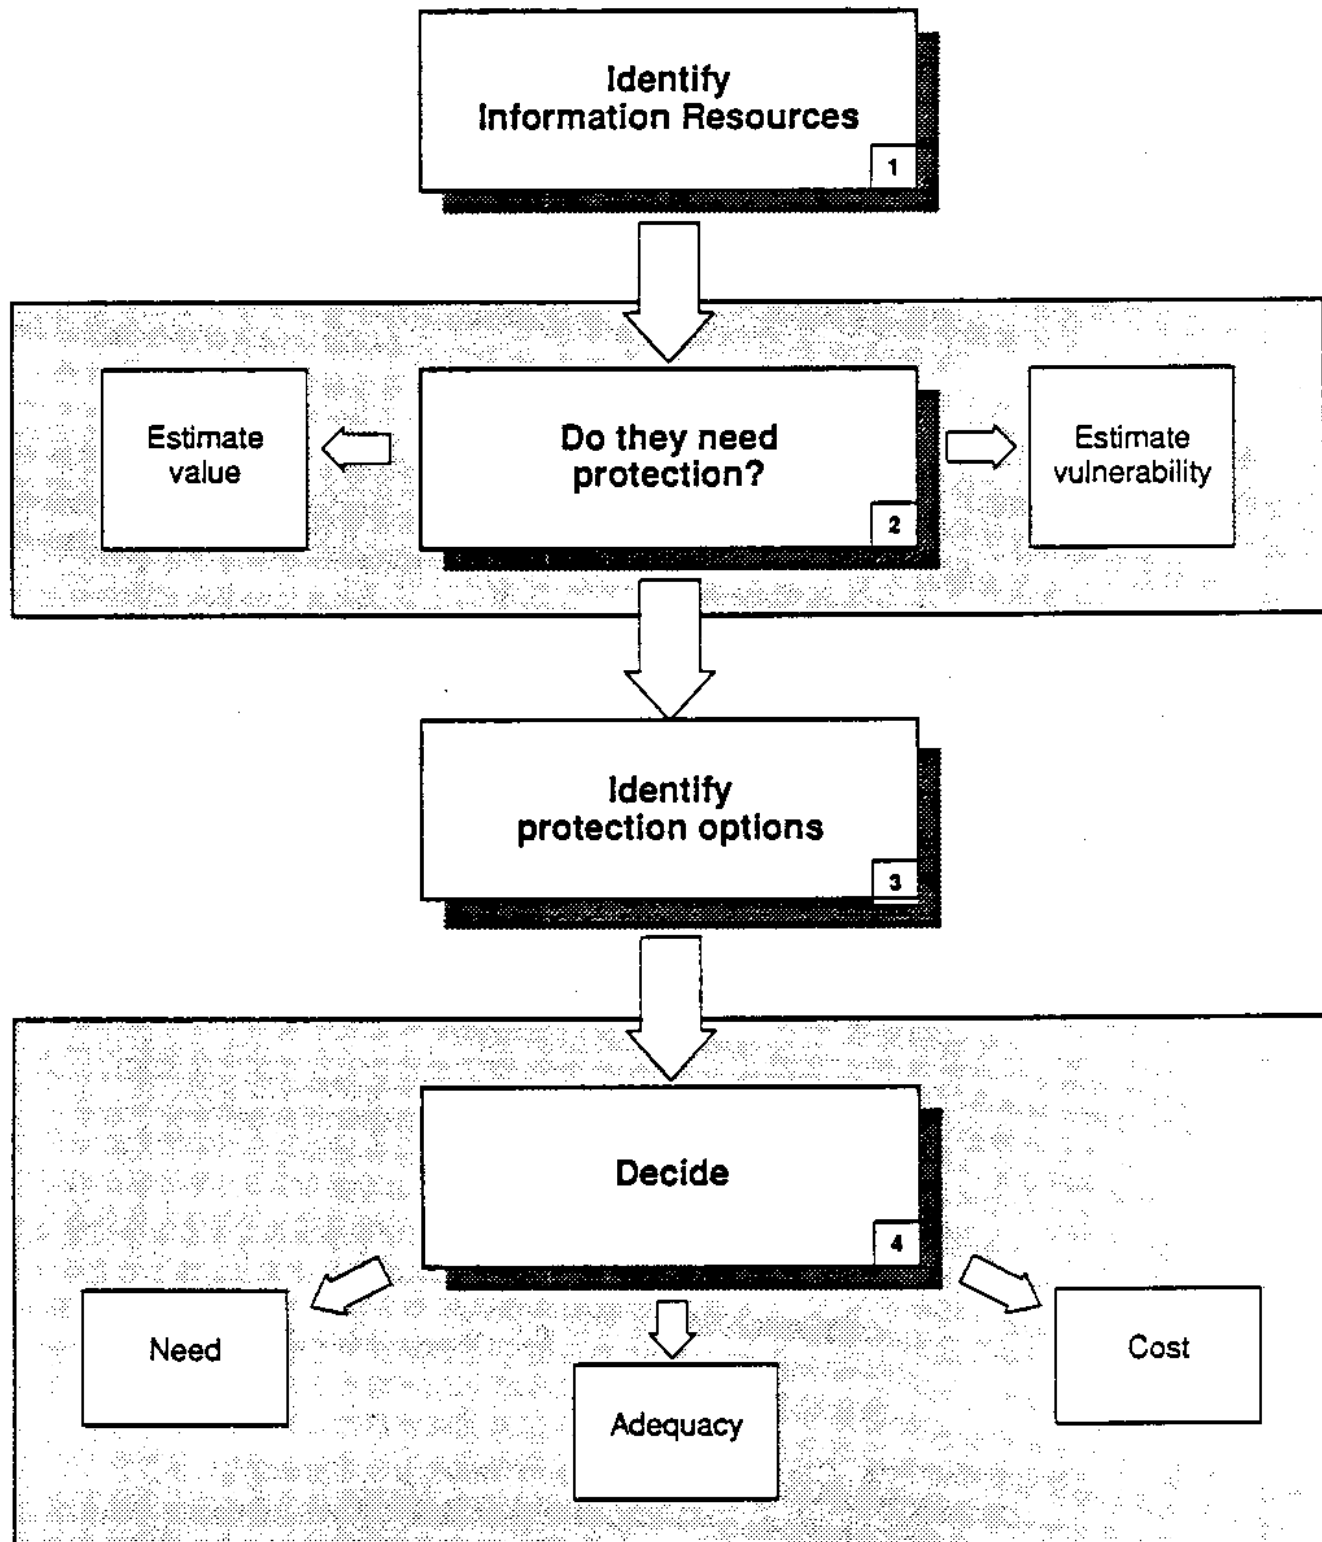 Identify
Information Resources
1
Estimate
value
Do they need
protection?
2
Estimate
vulnerability
Identify
protection options
3
Decide
4
Need
Adequacy
Cost